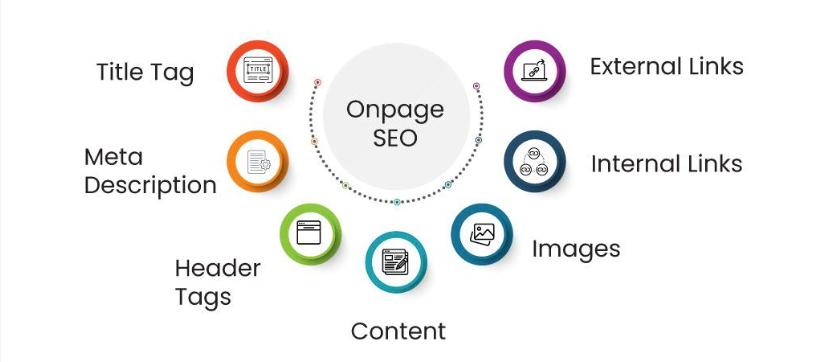 Title Tag
TITLE
Meta
Description
Header
Tags
Content
Images
Internal Links
External Links
Onpage
SEO